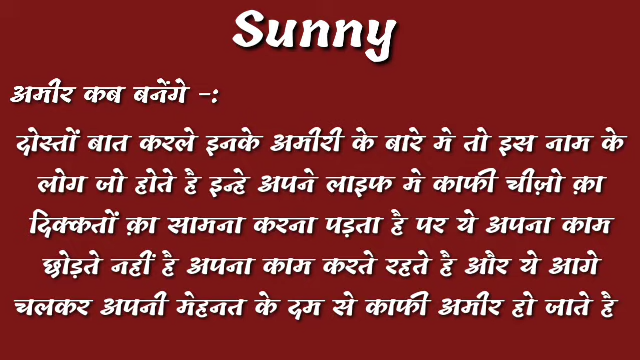 Sunny
अमीर कब बनेंगे -:
दोस्तों बात करले इनके अमीरी के बारे मे तो इस नाम के
लोग जो होते है इन्हे अपने लाइफ मे काफी चीज़ो क़ा
दिक्कतों क़ा सामना करना पड़ता है पर ये अपना काम
छोड़ते नहीं है अपना काम करते रहते है और ये आगे
चलकर अपनी मेहनत के दम से काफी अमीर हो जाते है